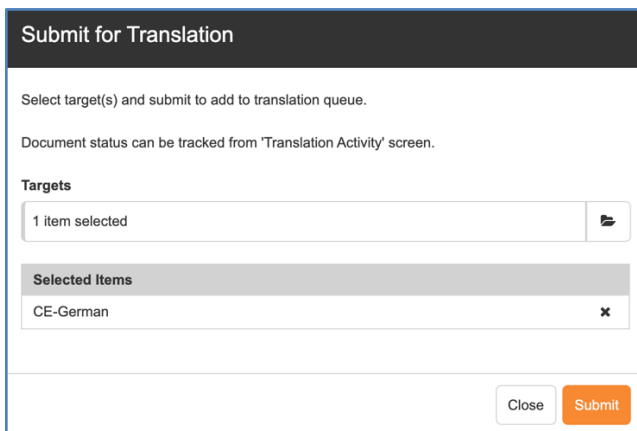 Submit for Translation
Select target(s) and submit to add to translation queue.
Document status can be tracked from 'Translation Activity' screen.
Targets
1 item selected
Selected Items
CE-German
Close Submit